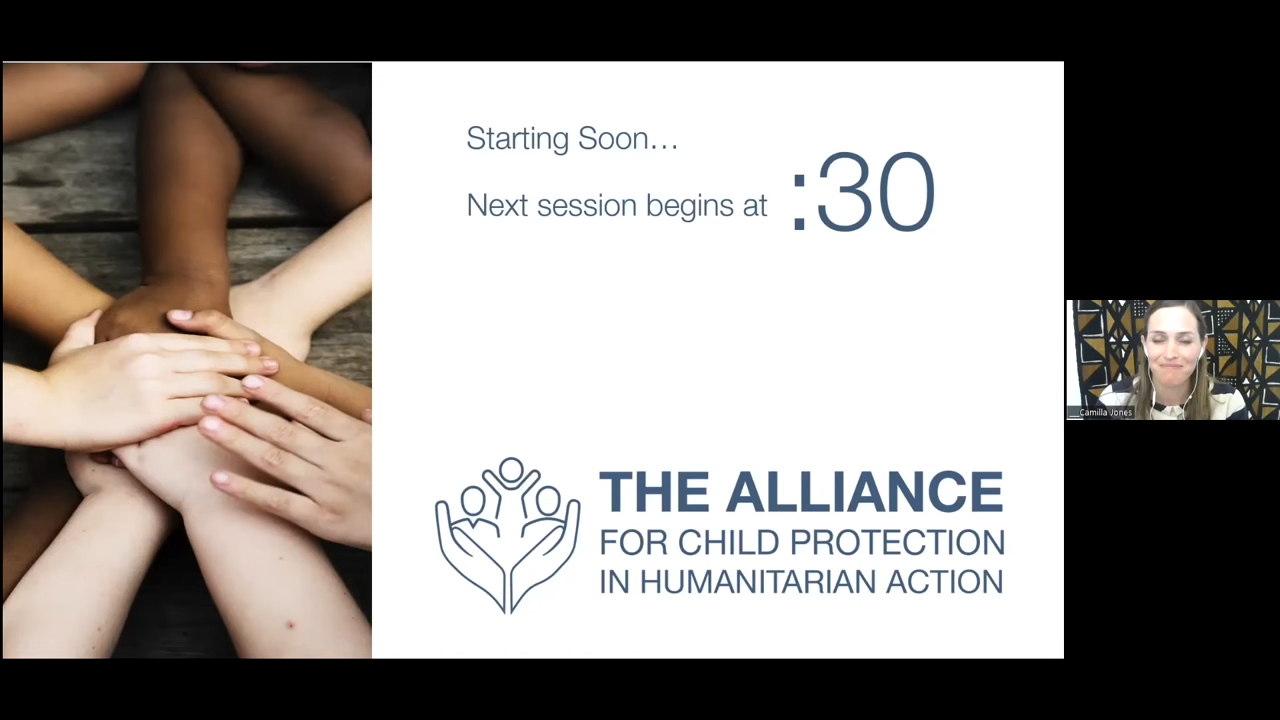 Starting Soon…
Next session begins at :30
THE ALLIANCE
FOR CHILD PROTECTION
IN HUMANITARIAN ACTION
Camilla Jones